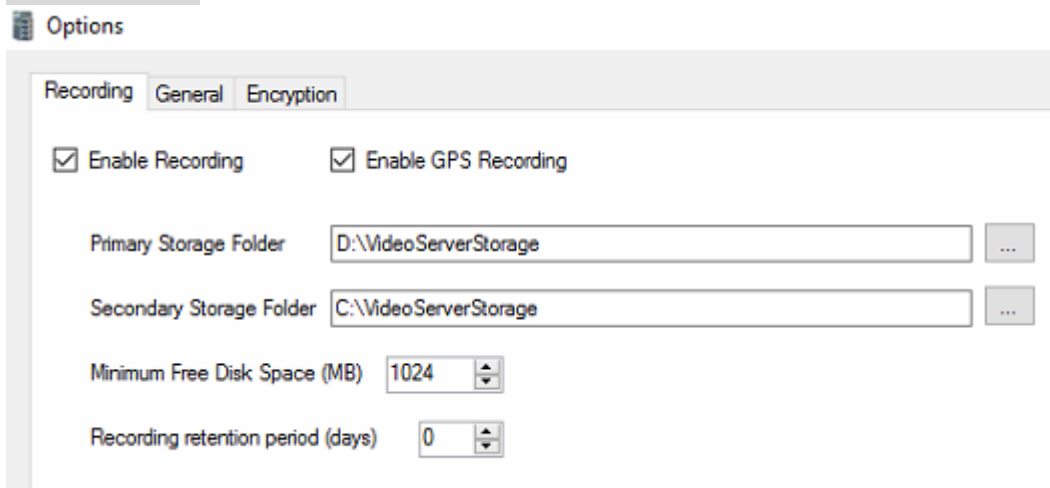 Options
Recording General Encryption
Enable Recording Enable GPS Recording
Primary Storage Folder D:\VideoServerStorage ...
Secondary Storage Folder C:\VideoServerStorage ...
Minimum Free Disk Space (MB) 1024
Recording retention period (days) 0